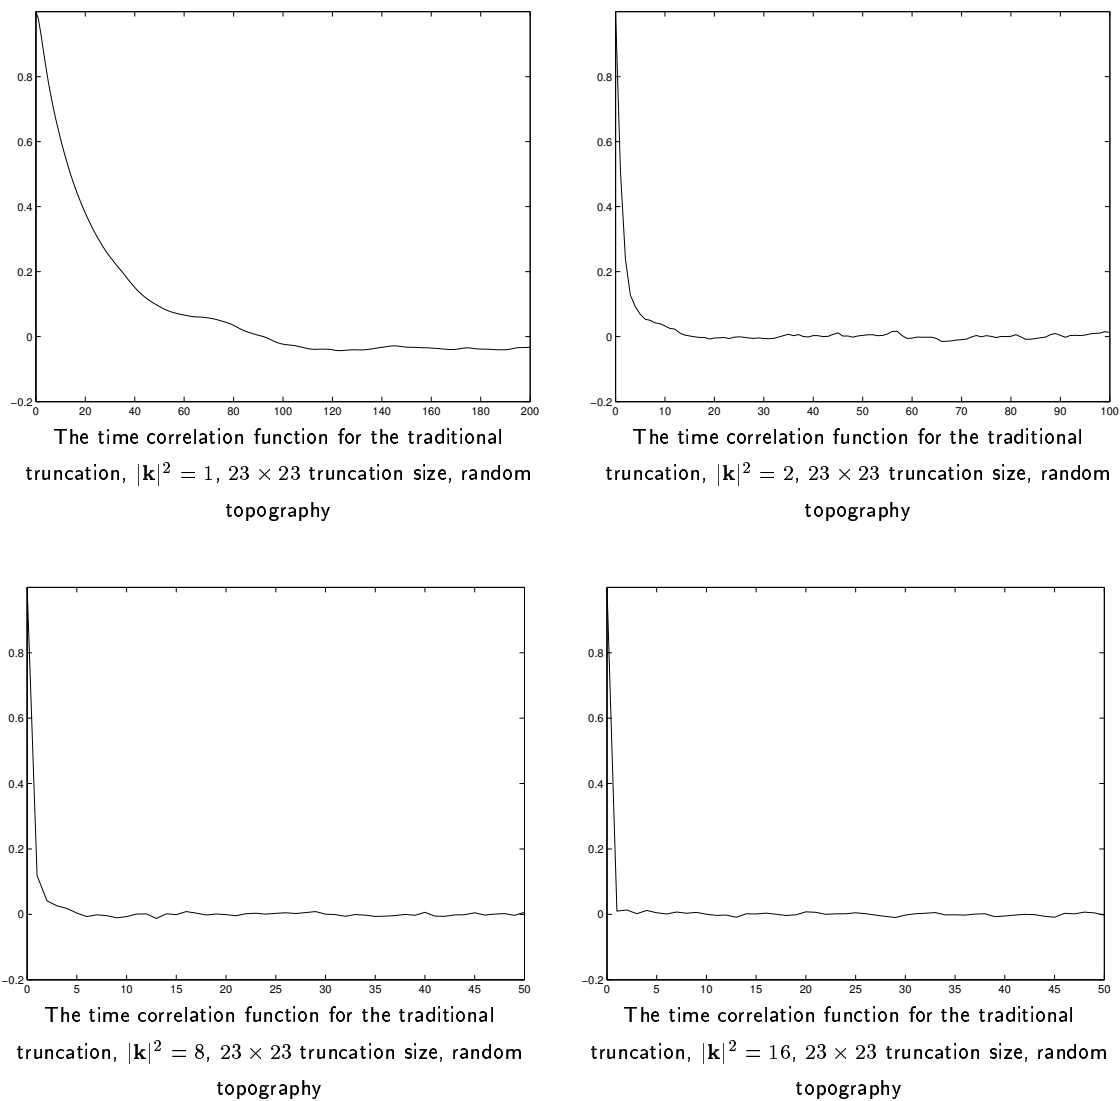 0.8
0.6
0.4
0.2
0
−0.2
0 20 40 60 80 100 120 140 160 180 200
The time correlation function for the traditional
truncation, |k|² = 1, 23 × 23 truncation size, random
topography
0.8
0.6
0.4
0.2
0
−0.2
0 10 20 30 40 50 60 70 80 90 100
The time correlation function for the traditional
truncation, |k|² = 2, 23 × 23 truncation size, random
topography
0.8
0.6
0.4
0.2
0
−0.2
0 5 10 15 20 25 30 35 40 45 50
The time correlation function for the traditional
truncation, |k|² = 8, 23 × 23 truncation size, random
topography
0.8
0.6
0.4
0.2
0
−0.2
0 5 10 15 20 25 30 35 40 45 50
The time correlation function for the traditional
truncation, |k|² = 16, 23 × 23 truncation size, random
topography